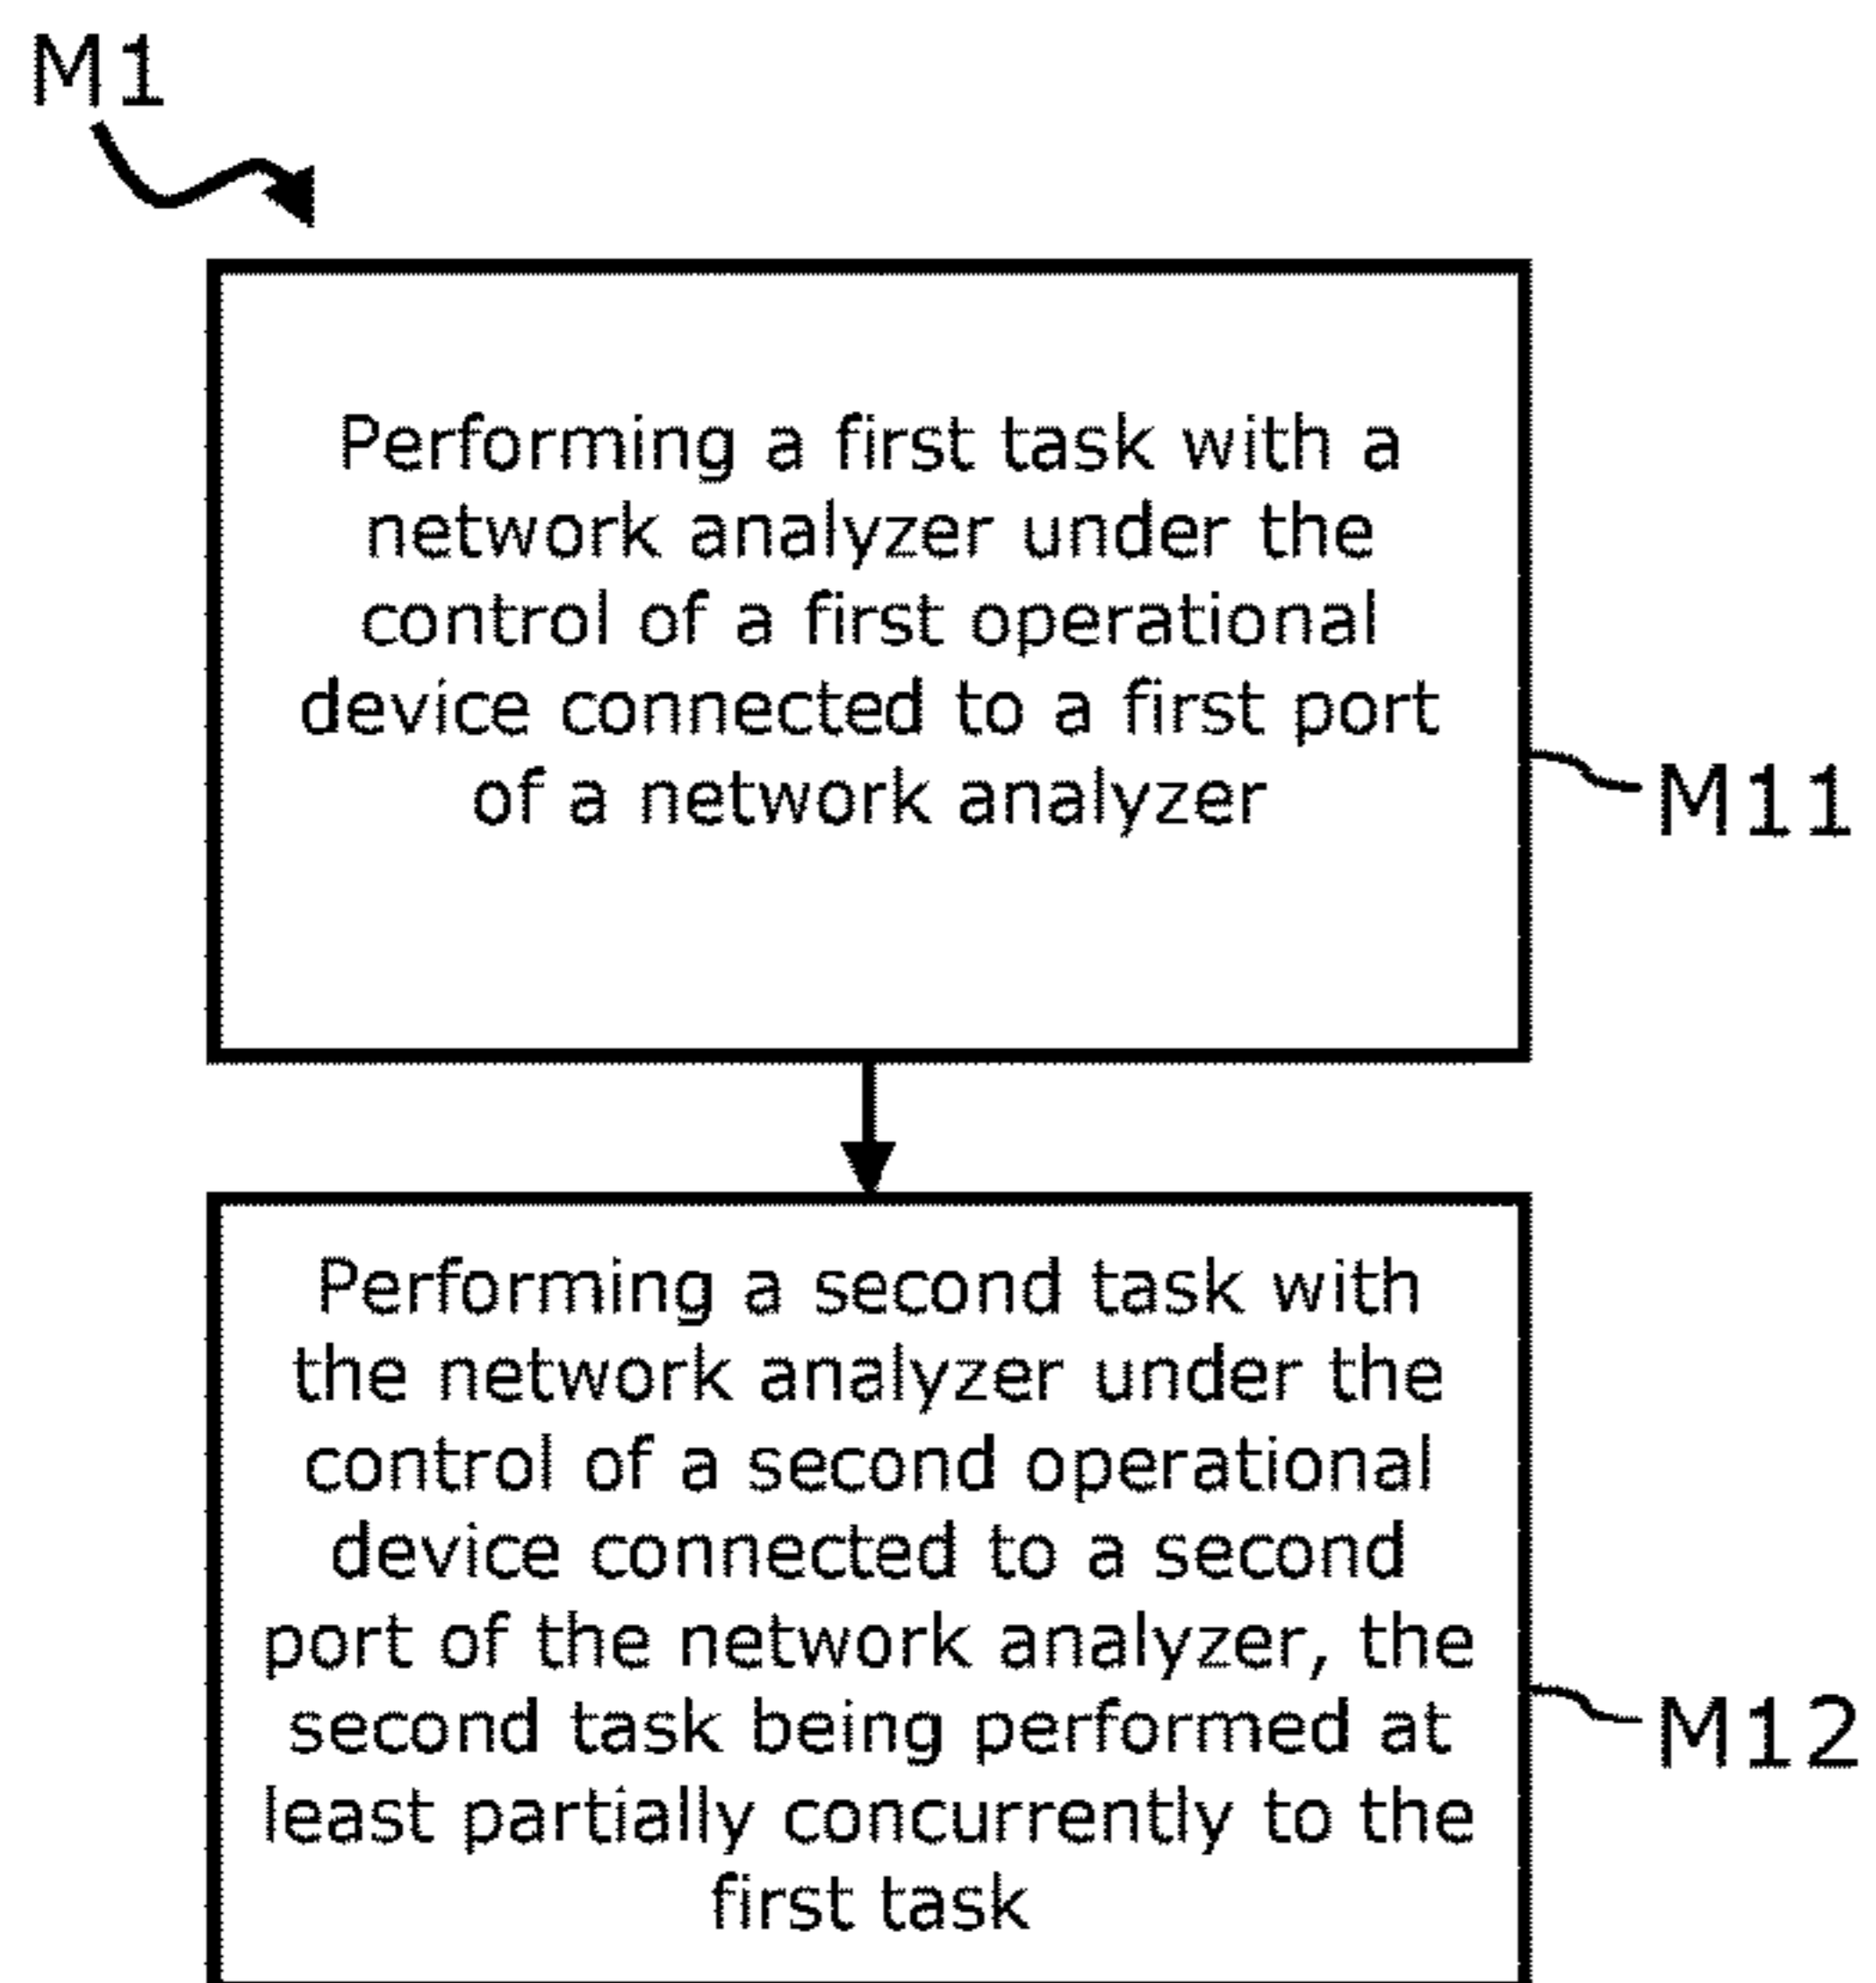 M1
Performing a first task with a
network analyzer under the
control of a first operational
device connected to a first port
of a network analyzer
M11
Performing a second task with
the network analyzer under the
control of a second operational
device connected to a second
port of the network analyzer, the
second task being performed at
least partially concurrently to the
first task
M12